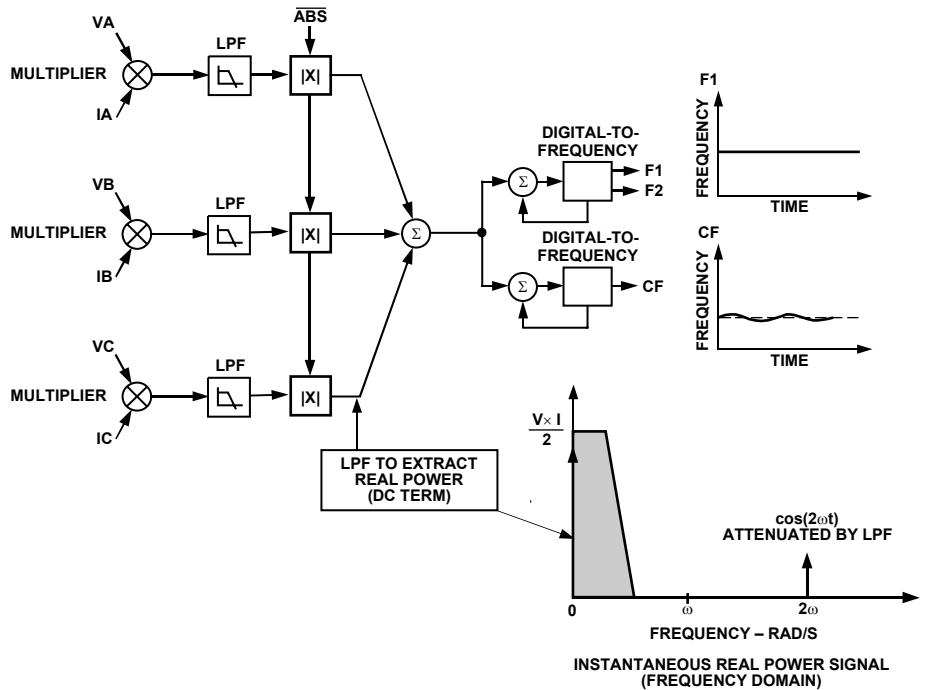 ABS
VA
LPF
MULTIPLIER
|X|
IA
F1
FREQUENCY
TIME
DIGITAL-TO-
FREQUENCY
Σ
F1
F2
VB
LPF
MULTIPLIER
|X|
Σ
IB
DIGITAL-TO-
FREQUENCY
Σ
CF
CF
FREQUENCY
TIME
VC
LPF
MULTIPLIER
|X|
IC
LPF TO EXTRACT
REAL POWER
(DC TERM)
V× I
2
cos(2ωt)
ATTENUATED BY LPF
0
ω
2ω
FREQUENCY – RAD/S
INSTANTANEOUS REAL POWER SIGNAL
(FREQUENCY DOMAIN)